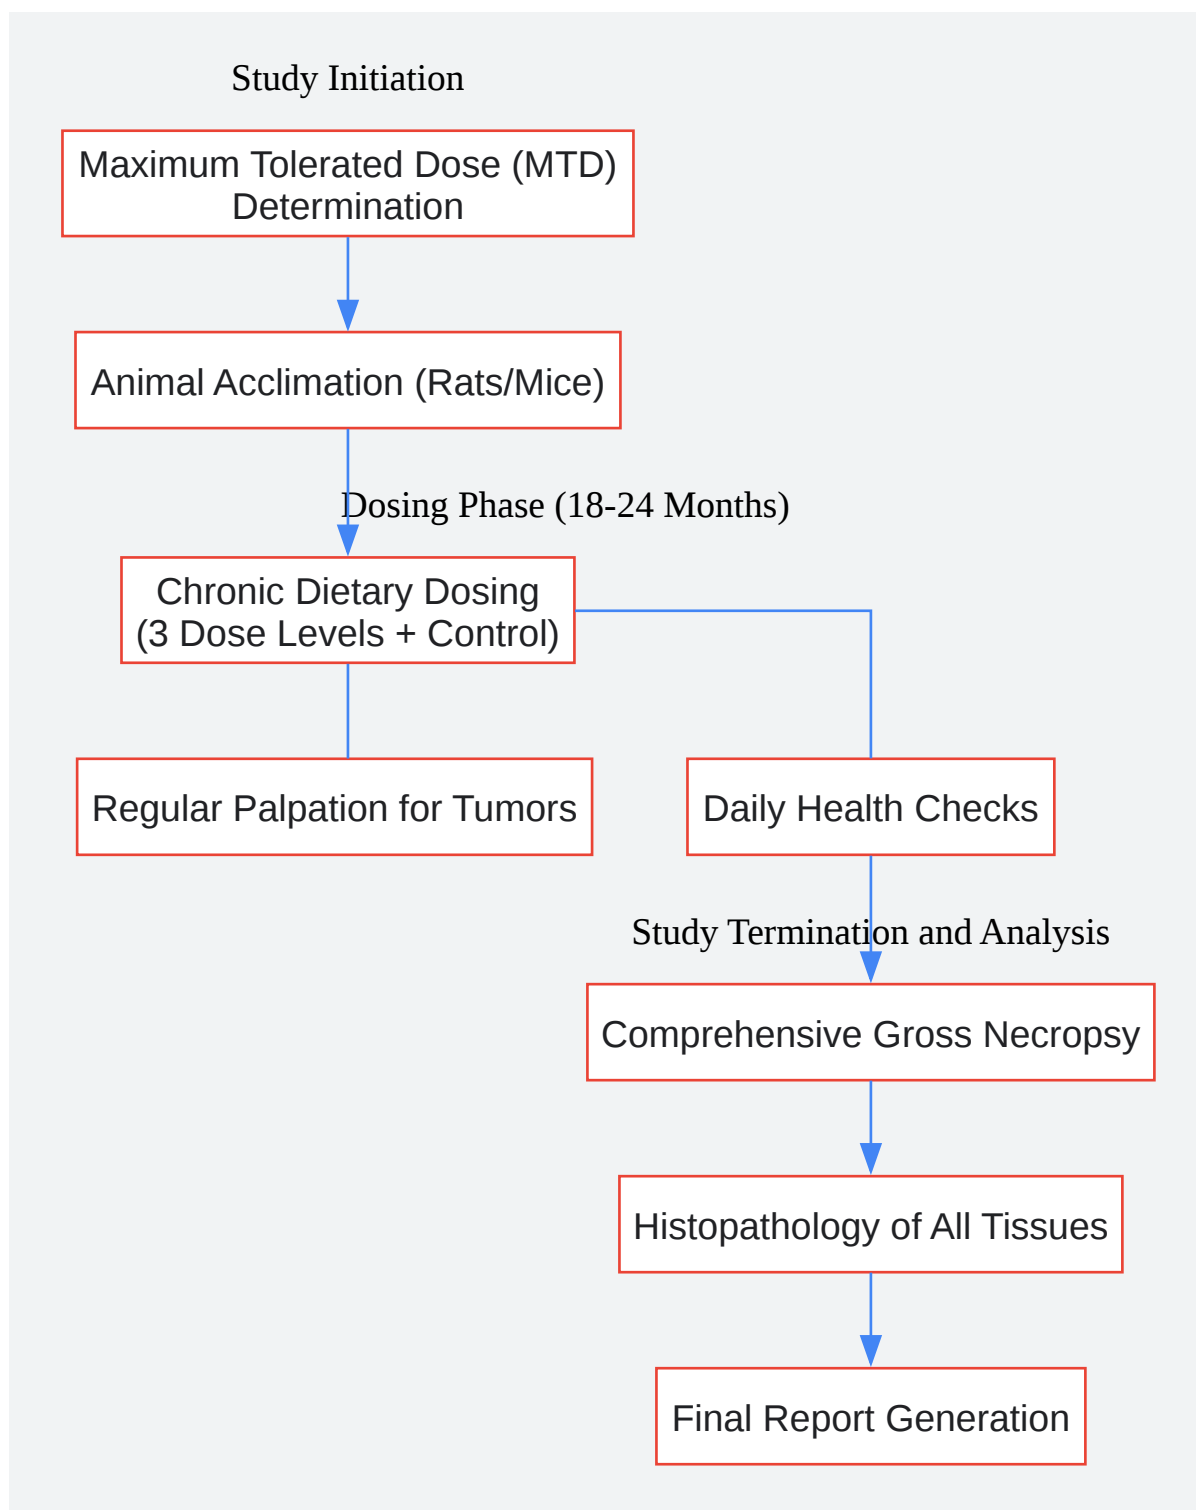 Study Initiation
Maximum Tolerated Dose (MTD)
Determination
Animal Acclimation (Rats/Mice)
Dosing Phase (18-24 Months)
Chronic Dietary Dosing
(3 Dose Levels + Control)
Regular Palpation for Tumors
Daily Health Checks
Study Termination and Analysis
Comprehensive Gross Necropsy
Histopathology of All Tissues
Final Report Generation